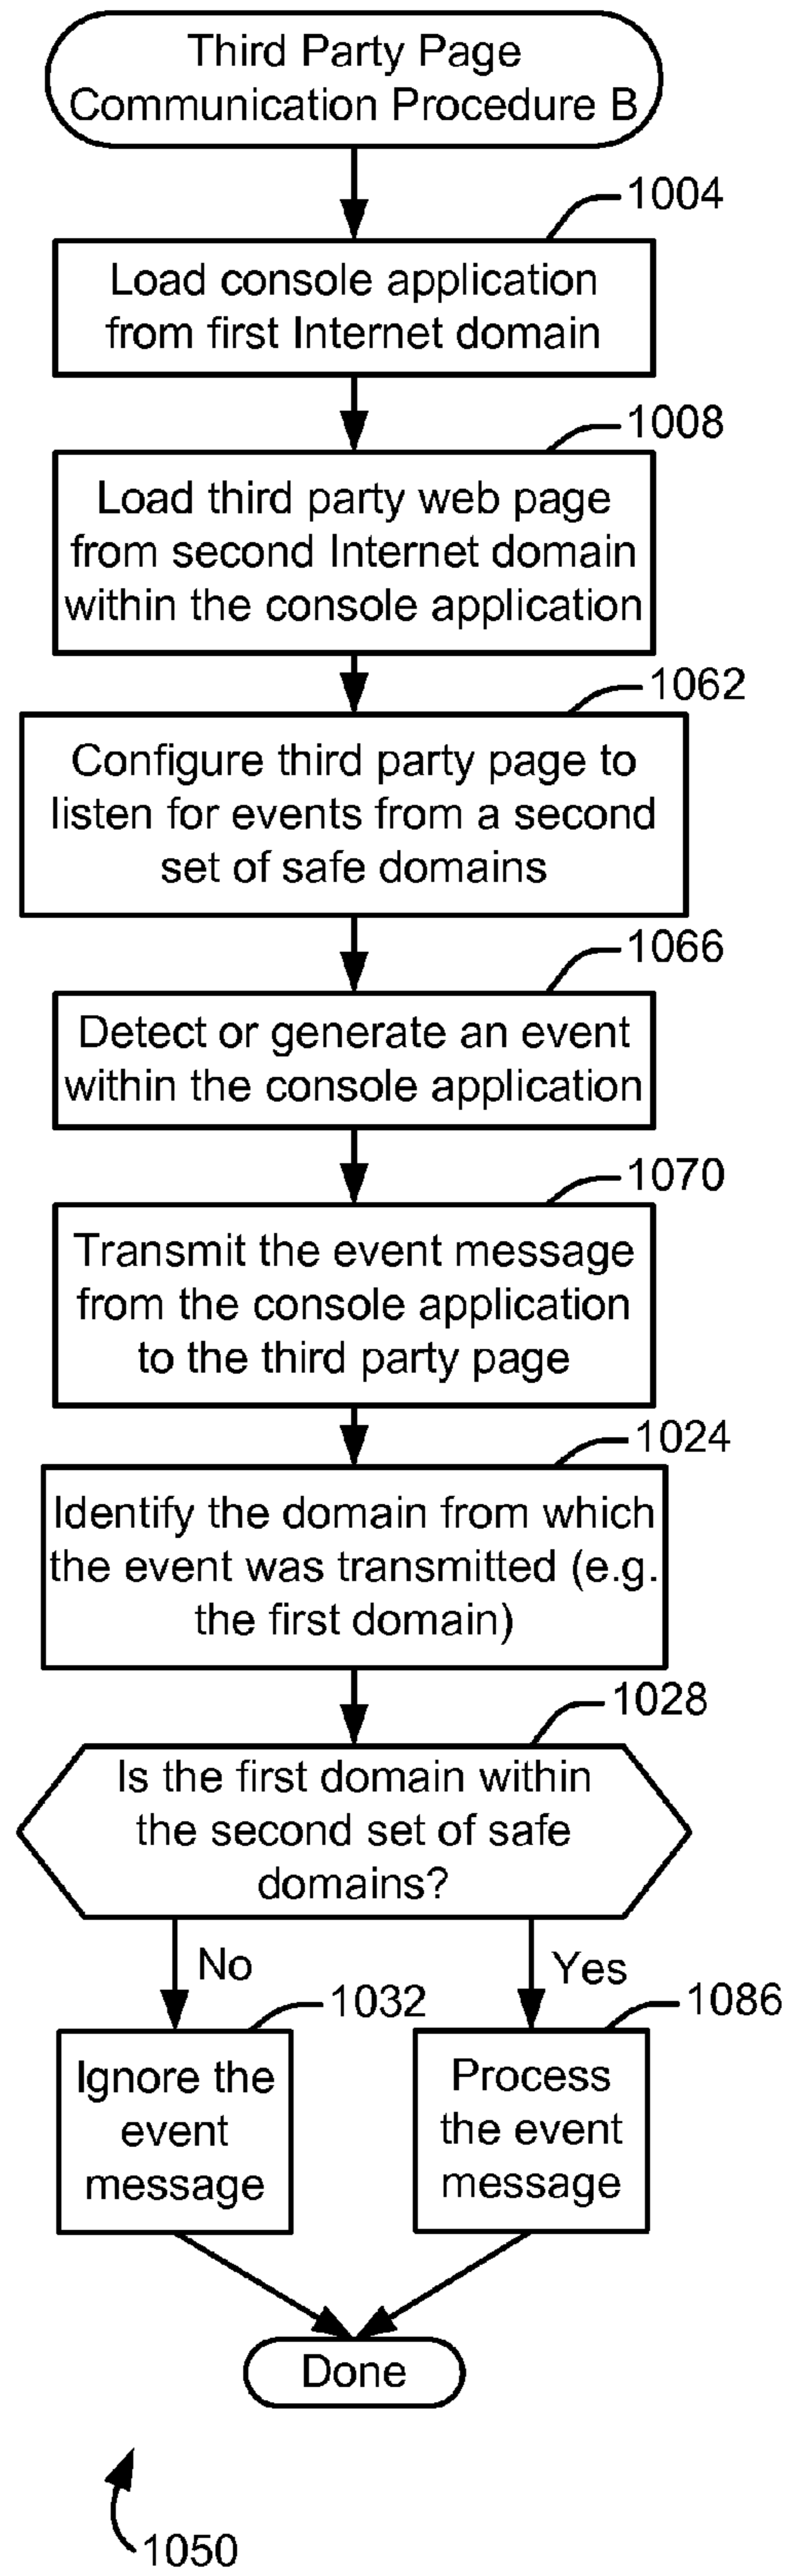 Third Party Page
Communication Procedure B
1004
Load console application
from first Internet domain
1008
Load third party web page
from second Internet domain
within the console application
1062
Configure third party page to
listen for events from a second
set of safe domains
1066
Detect or generate an event
within the console application
1070
Transmit the event message
from the console application
to the third party page
1024
Identify the domain from which
the event was transmitted (e.g.
the first domain)
1028
Is the first domain within
the second set of safe
domains?
No
Yes
1032
1086
Ignore the
event
message
Process
the event
message
Done
1050